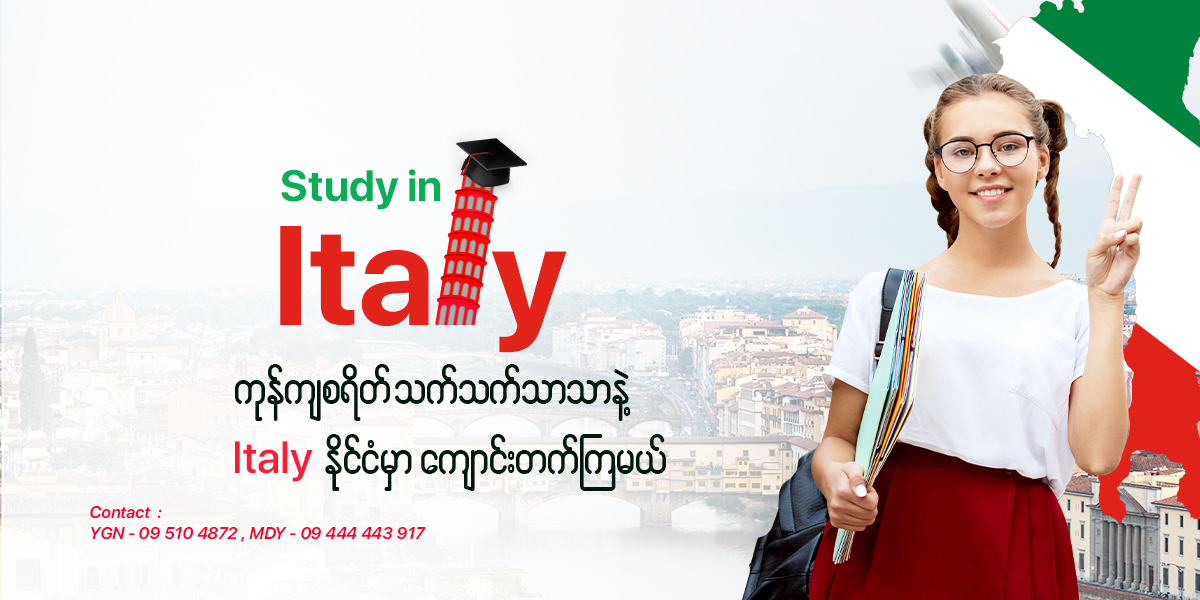 Study in
Italy
ကုန်ကျစရိတ် သက်သက်သာသာနဲ့
Italy နိုင်ငံမှာ ကျောင်းတက်ကြမယ်
Contact :
YGN - 09 510 4872 , MDY - 09 444 443 917